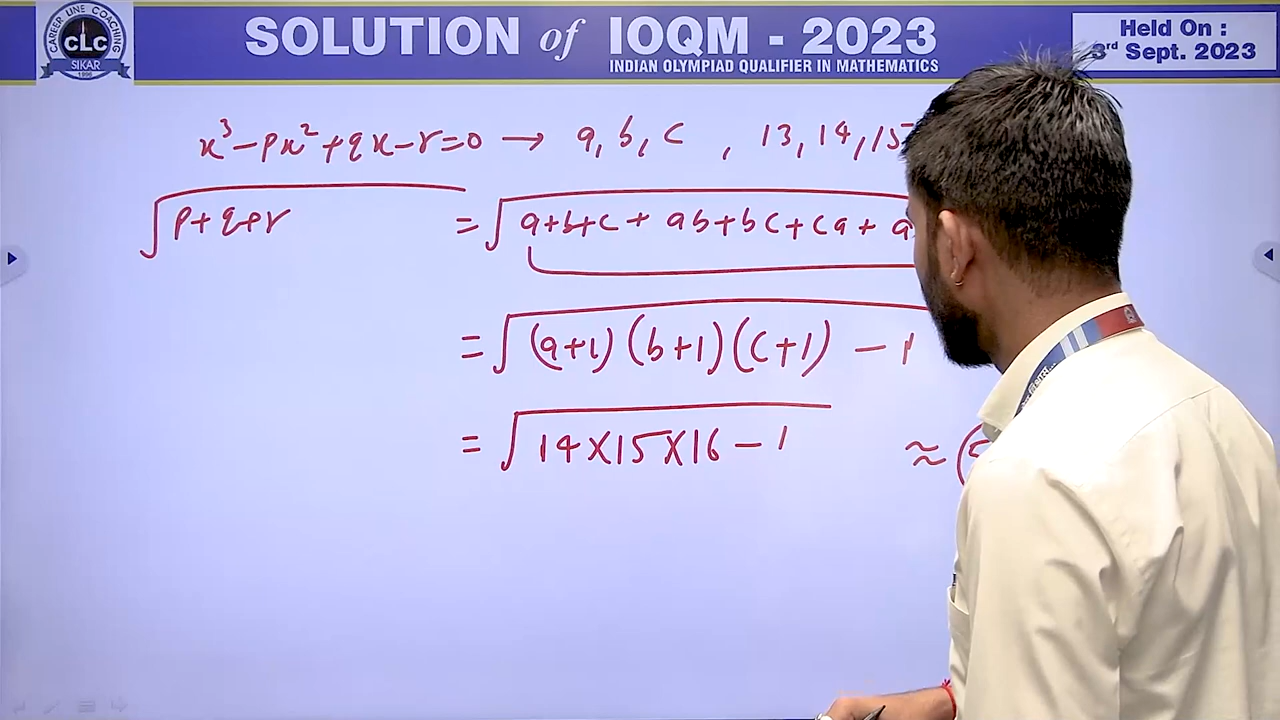 CAREER LINE COACHING
CLC
SIKAR
1996
SOLUTION of IOQM - 2023
INDIAN OLYMPIAD QUALIFIER IN MATHEMATICS
Held On :
3rd Sept. 2023
x³-px²+qx-r=0 → a, b, c , 13, 14, 15
√p+q+r = √a+b+c + ab+bc+ca + a
= √(a+1)(b+1)(c+1) - 1
= √14×15×16-1 ≈ (